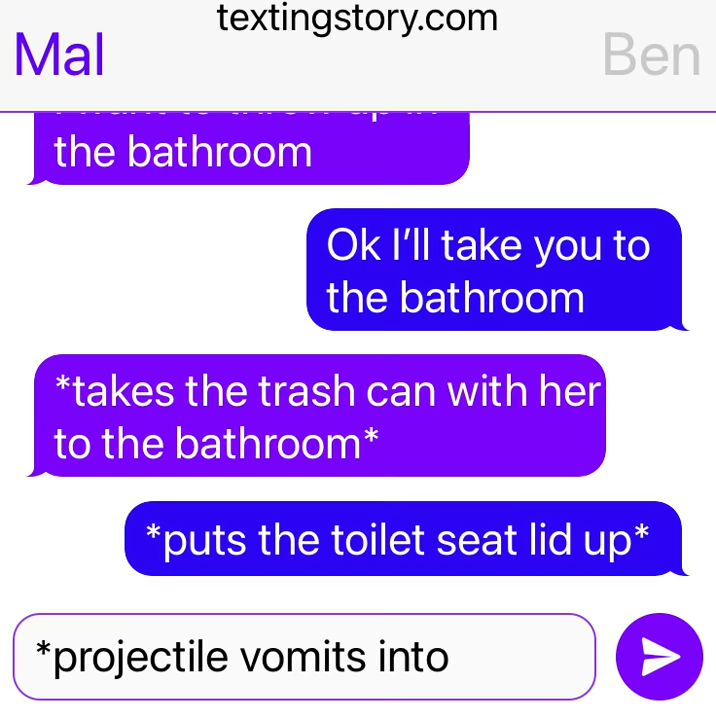 textingstory.com
Mal
Ben
the bathroom
Ok I'll take you to
the bathroom
*takes the trash can with her
to the bathroom*
*puts the toilet seat lid up*
*projectile vomits into